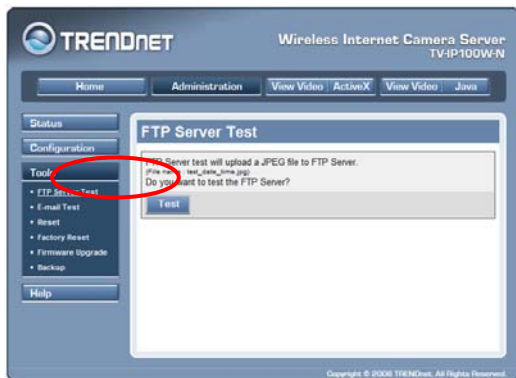 TRENDNET
Wireless Internet Camera Server
TV-IP100W-N
Home
Administration
View Video
ActiveX
View Video
Java
Status
Configuration
Tools
FTP Server Test
• FTP Server Test
FTP Server test will upload a JPEG file to FTP Server.
(File name : test_date_time.jpg)
Do you want to test the FTP Server?
• E-mail Test
• Reset
Test
• Factory Reset
• Firmware Upgrade
• Backup
Help
Copyright © 2008 TRENDnet. All Rights Reserved.